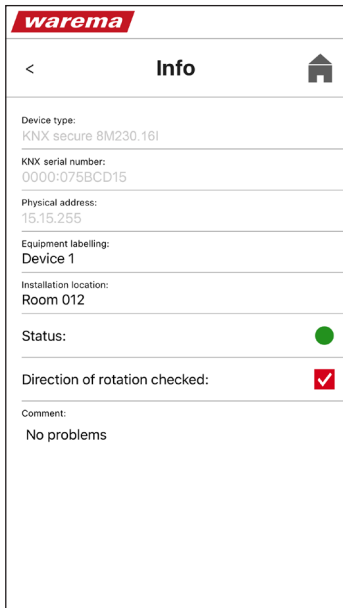 warema
< Info
Device type:
KNX secure 8M230.16I
KNX serial number:
0000:075BCD15
Physical address:
15.15.255
Equipment labelling:
Device 1
Installation location:
Room 012
Status:
Direction of rotation checked:
Comment:
No problems